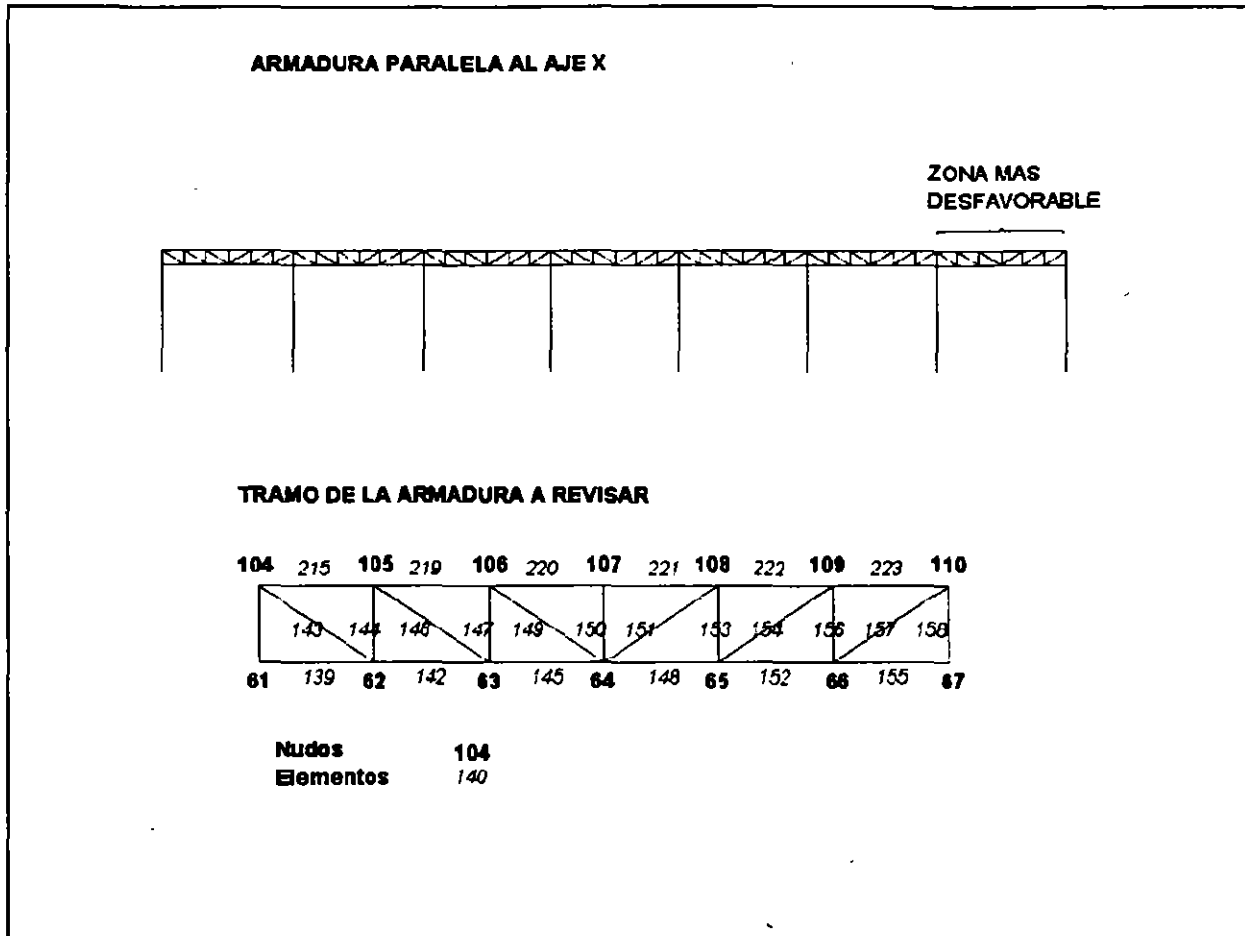 ARMADURA PARALELA AL AJE X
ZONA MAS
DESFAVORABLE
TRAMO DE LA ARMADURA A REVISAR
104 215 105 219 106 220 107 221 108 222 109 223 110
143 144 146 147 149 150 151 153 154 156 157 158
61 139 62 142 63 145 64 148 65 152 66 155 67
Nudos 104
Elementos 140